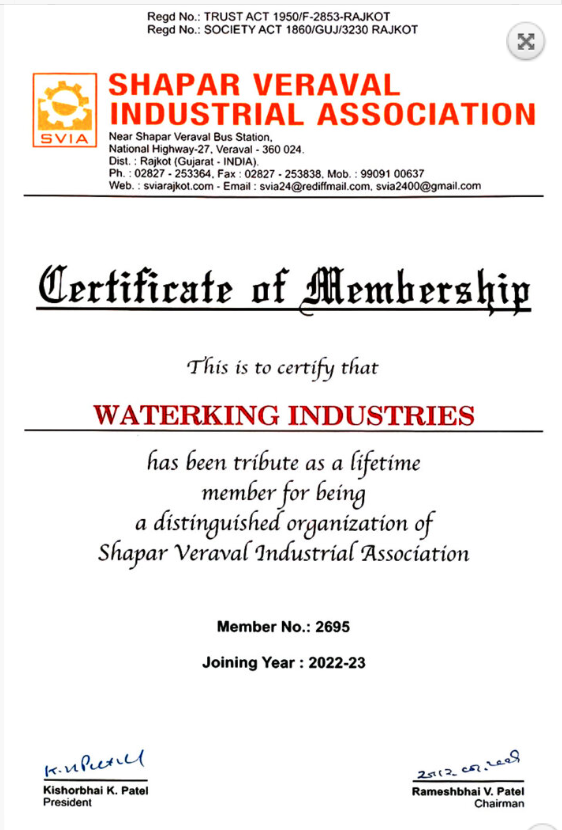 Regd No.: TRUST ACT 1950/F-2853-RAJKOT
Regd No.: SOCIETY ACT 1860/GUJ/3230 RAJKOT
SVIA
SHAPAR VERAVAL
INDUSTRIAL ASSOCIATION
Near Shapar Veraval Bus Station,
National Highway-27, Veraval - 360 024.
Dist. : Rajkot (Gujarat - INDIA).
Ph. : 02827 - 253364, Fax : 02827 - 253838, Mob. : 99091 00637
Web. : sviarajkot.com - Email : svia24@rediffmail.com, svia2400@gmail.com
Certificate of Membership
This is to certify that
WATERKING INDUSTRIES
has been tribute as a lifetime
member for being
a distinguished organization of
Shapar Veraval Industrial Association
Member No.: 2695
Joining Year : 2022-23
Kishorbhai K. Patel
President
Rameshbhai V. Patel
Chairman